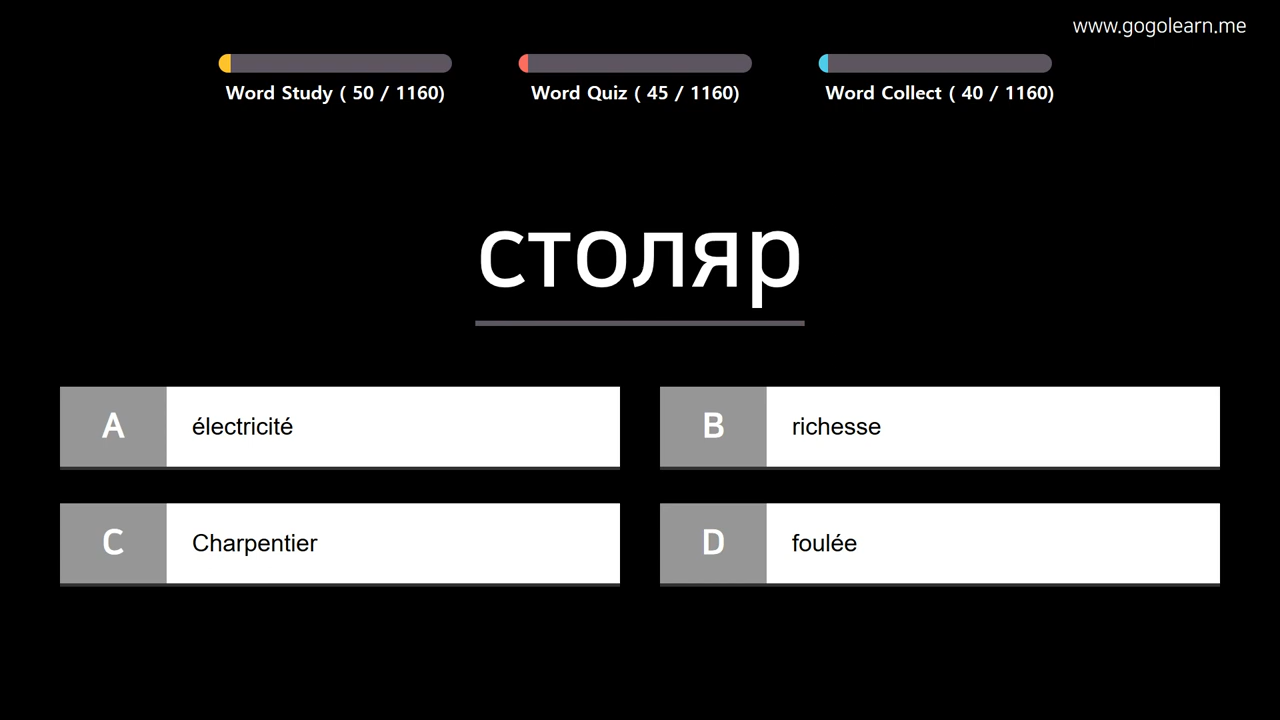 www.gogolearn.me
Word Study ( 50 / 1160)
Word Quiz ( 45 / 1160)
Word Collect ( 40 / 1160)
столяр
A électricité
B richesse
C Charpentier
D foulée